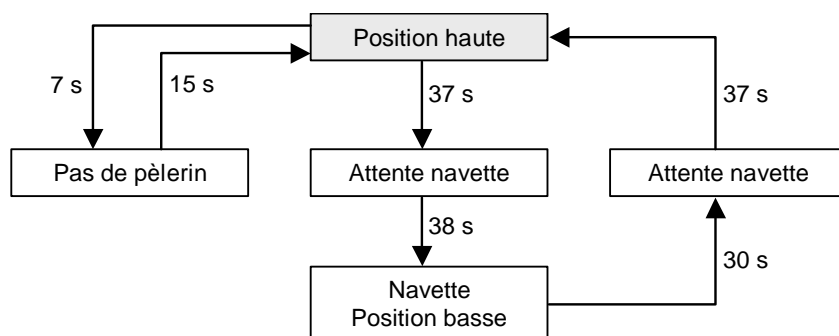 Position haute
7 s
15 s
37 s
37 s
Pas de pèlerin
Attente navette
Attente navette
38 s
30 s
Navette
Position basse